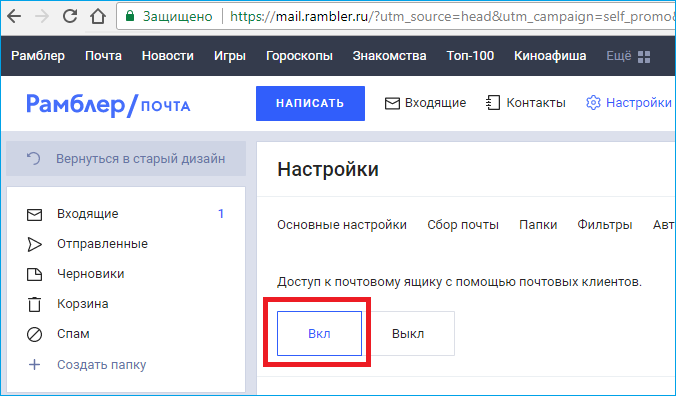 Защищено https://mail.rambler.ru/?utm_source=head&utm_campaign=self_promo&
Рамблер Почта Новости Игры Гороскопы Знакомства Топ-100 Киноафиша Ещё
Рамблер/ПОЧТА НАПИСАТЬ Входящие Контакты Настройки
Вернуться в старый дизайн
Настройки
Входящие 1
Основные настройки Сбор почты Папки Фильтры Авт
Отправленные
Черновики
Доступ к почтовому ящику с помощью почтовых клиентов.
Корзина
Спам
Вкл Выкл
Создать папку